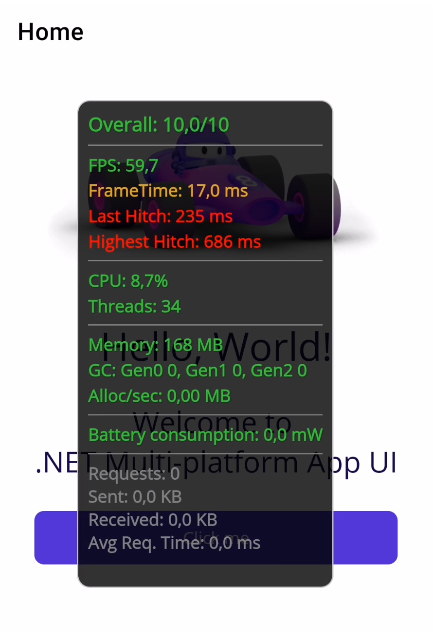 Home
Overall: 10,0/10
FPS: 59,7
FrameTime: 17,0 ms
Last Hitch: 235 ms
Highest Hitch: 686 ms
CPU: 8,7%
Threads: 34
Hello, World!
Memory: 168 MB
GC: Gen0 0, Gen1 0, Gen2 0
Alloc/sec: 0,00 MB
Welcome to
Battery consumption: 0,0 mW
.NET Multi-platform App UI
Requests: 0
Sent: 0,0 KB
Received: 0,0 KB
Click me
Avg Req. Time: 0,0 ms